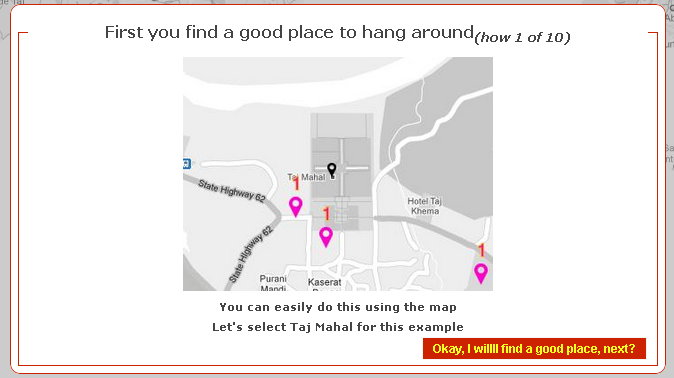 First you find a good place to hang around(how 1 of 10)
Taj Mahal
1
State Highway 62
Hotel Taj
Khema
1
1
State Highway 62
Purani
Mandi
Kaserat
You can easily do this using the map
Let's select Taj Mahal for this example
Okay, I willll find a good place, next?